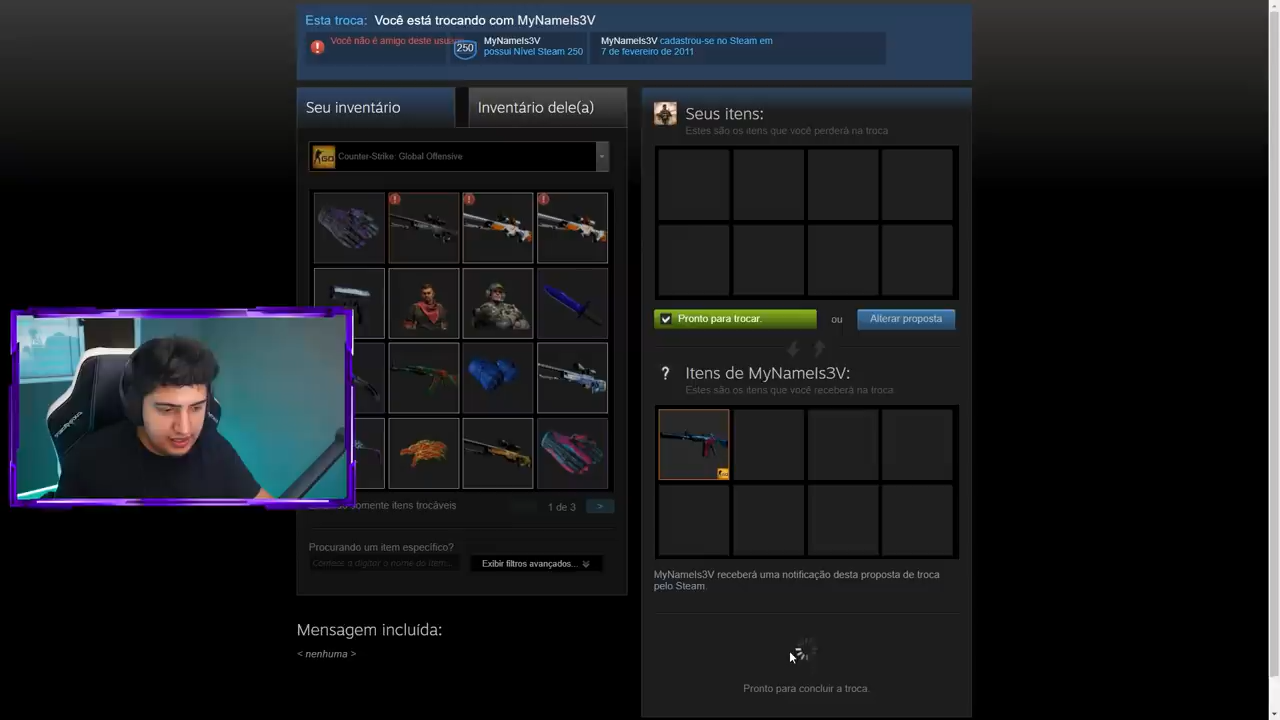 Esta troca: Você está trocando com MyNameIs3V
Você não é amigo deste
250
MyNameIs3V
possui Nível Steam 250
MyNameIs3V cadastrou-se no Steam em
7 de fevereiro de 2011
Seu inventário
Inventário dele(a)
Counter-Strike: Global Offensive
somente itens trocáveis
1 de 3
>
Procurando um item específico?
Comece a digitar o nome do item...
Exibir filtros avançados...
Mensagem incluída:
< nenhuma >
Seus itens:
Estes são os itens que você perderá na troca
Pronto para trocar.
ou
Alterar proposta
? Itens de MyNameIs3V:
Estes são os itens que você receberá na troca
MyNameIs3V receberá uma notificação desta proposta de troca
pelo Steam.
Pronto para concluir a troca.